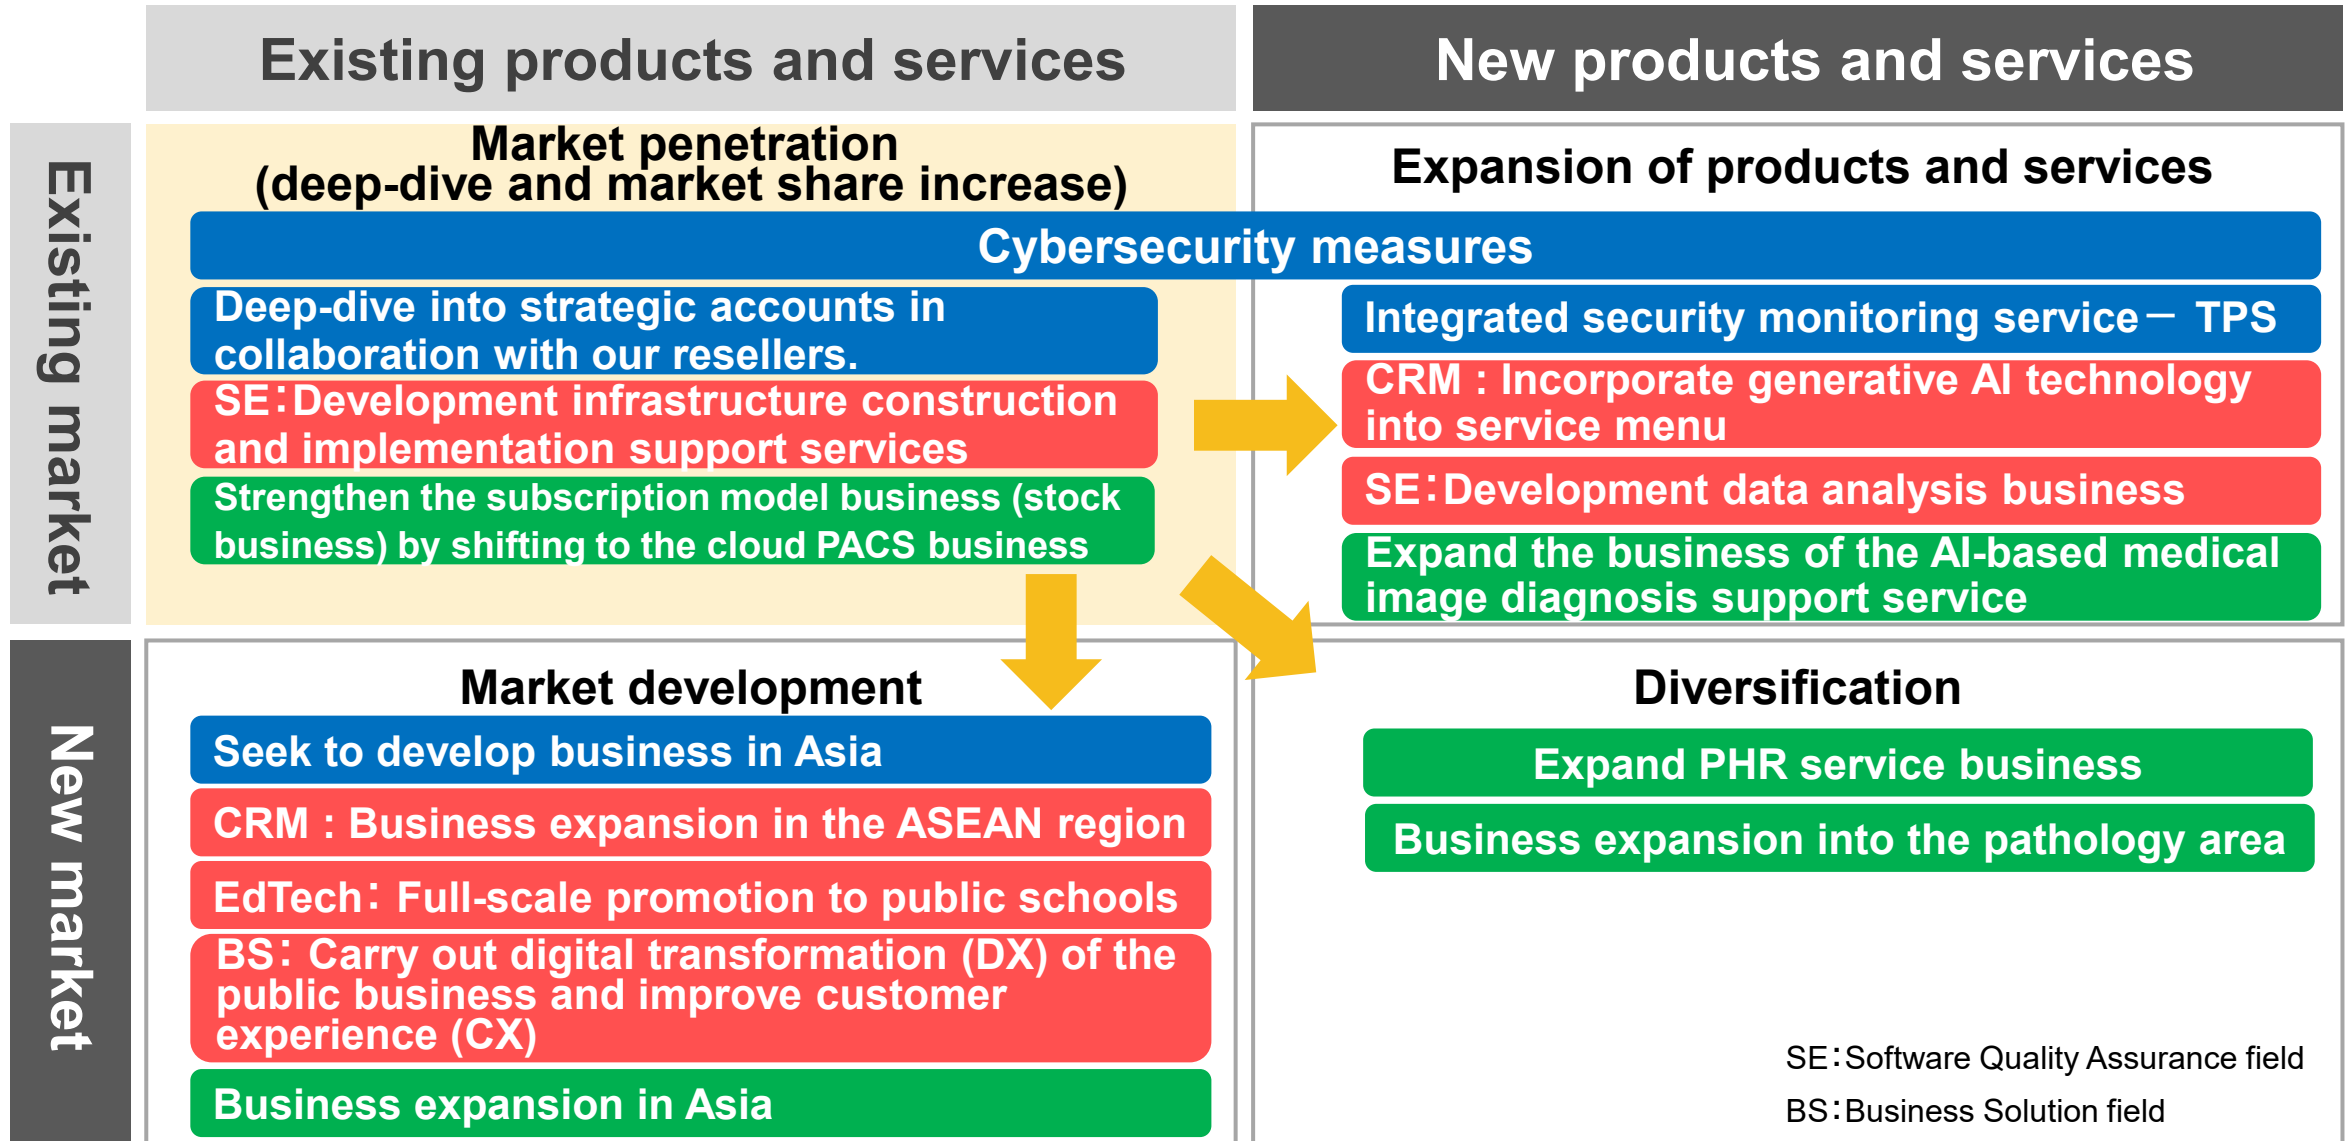 Existing products and services
New products and services
Existing market
Market penetration
(deep-dive and market share increase)
Expansion of products and services
Cybersecurity measures
Deep-dive into strategic accounts in
collaboration with our resellers.
SE:Development infrastructure construction
and implementation support services
Strengthen the subscription model business (stock
business) by shifting to the cloud PACS business
Integrated security monitoring service－ TPS
CRM : Incorporate generative AI technology
into service menu
SE:Development data analysis business
Expand the business of the AI-based medical
image diagnosis support service
New market
Market development
Seek to develop business in Asia
CRM : Business expansion in the ASEAN region
EdTech: Full-scale promotion to public schools
BS: Carry out digital transformation (DX) of the
public business and improve customer
experience (CX)
Business expansion in Asia
Diversification
Expand PHR service business
Business expansion into the pathology area
SE:Software Quality Assurance field
BS:Business Solution field